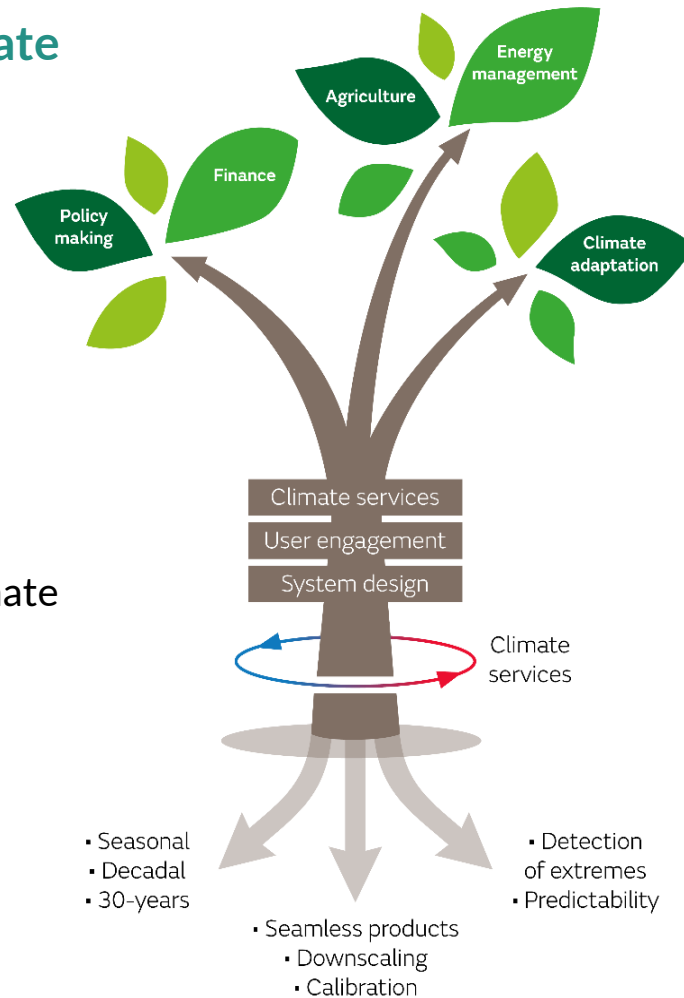 ate
Energy
management
Agriculture
Finance
Policy
making
Climate
adaptation
Climate services
User engagement
System design
ate
Climate
services
▪ Seasonal
▪ Decadal
▪ 30-years
▪ Detection
of extremes
▪ Predictability
▪ Seamless products
▪ Downscaling
▪ Calibration